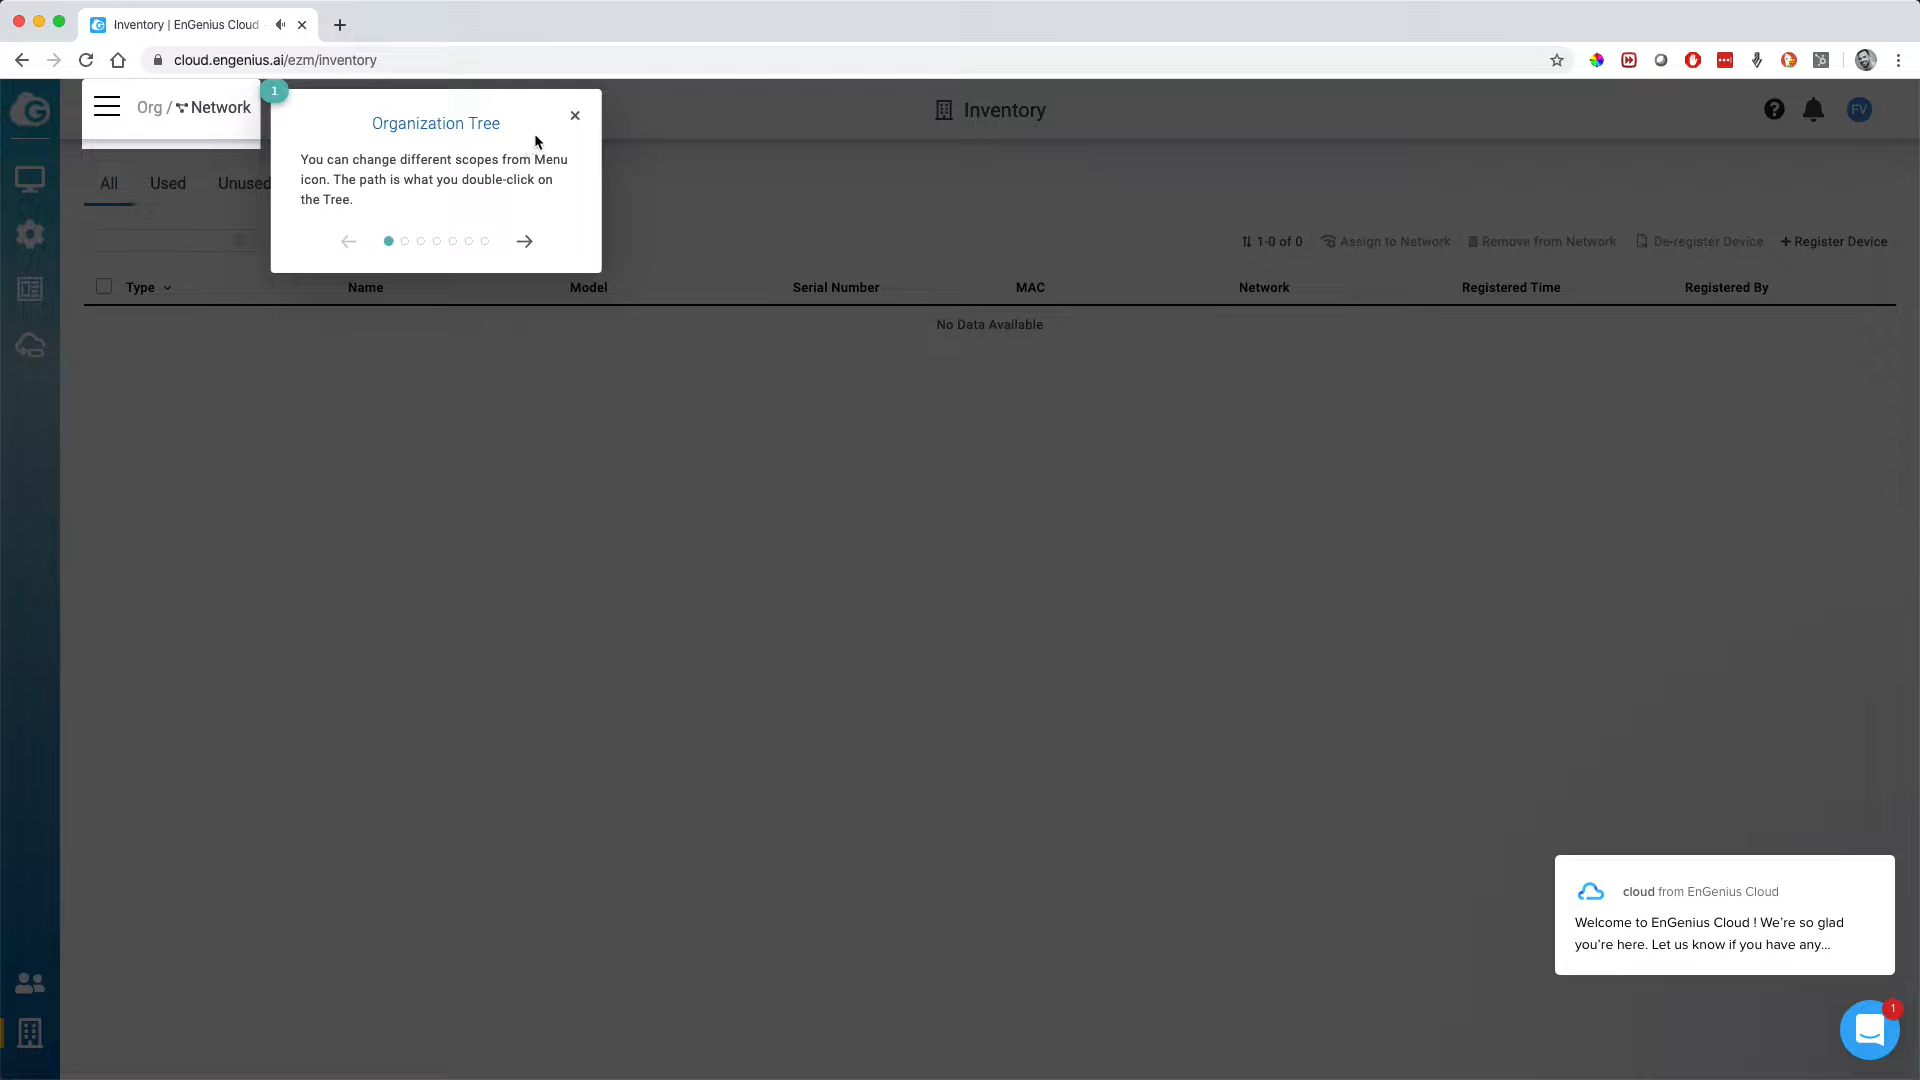 Inventory | EnGenius Cloud
cloud.engenius.ai/ezm/inventory
Org / Network
1
Inventory
FV
Organization Tree
You can change different scopes from Menu
icon. The path is what you double-click on
the Tree.
All Used Unused
1-0 of 0 Assign to Network Remove from Network De-register Device + Register Device
Type Name Model Serial Number MAC Network Registered Time Registered By
No Data Available
cloud from EnGenius Cloud
Welcome to EnGenius Cloud ! We're so glad
you're here. Let us know if you have any...
1